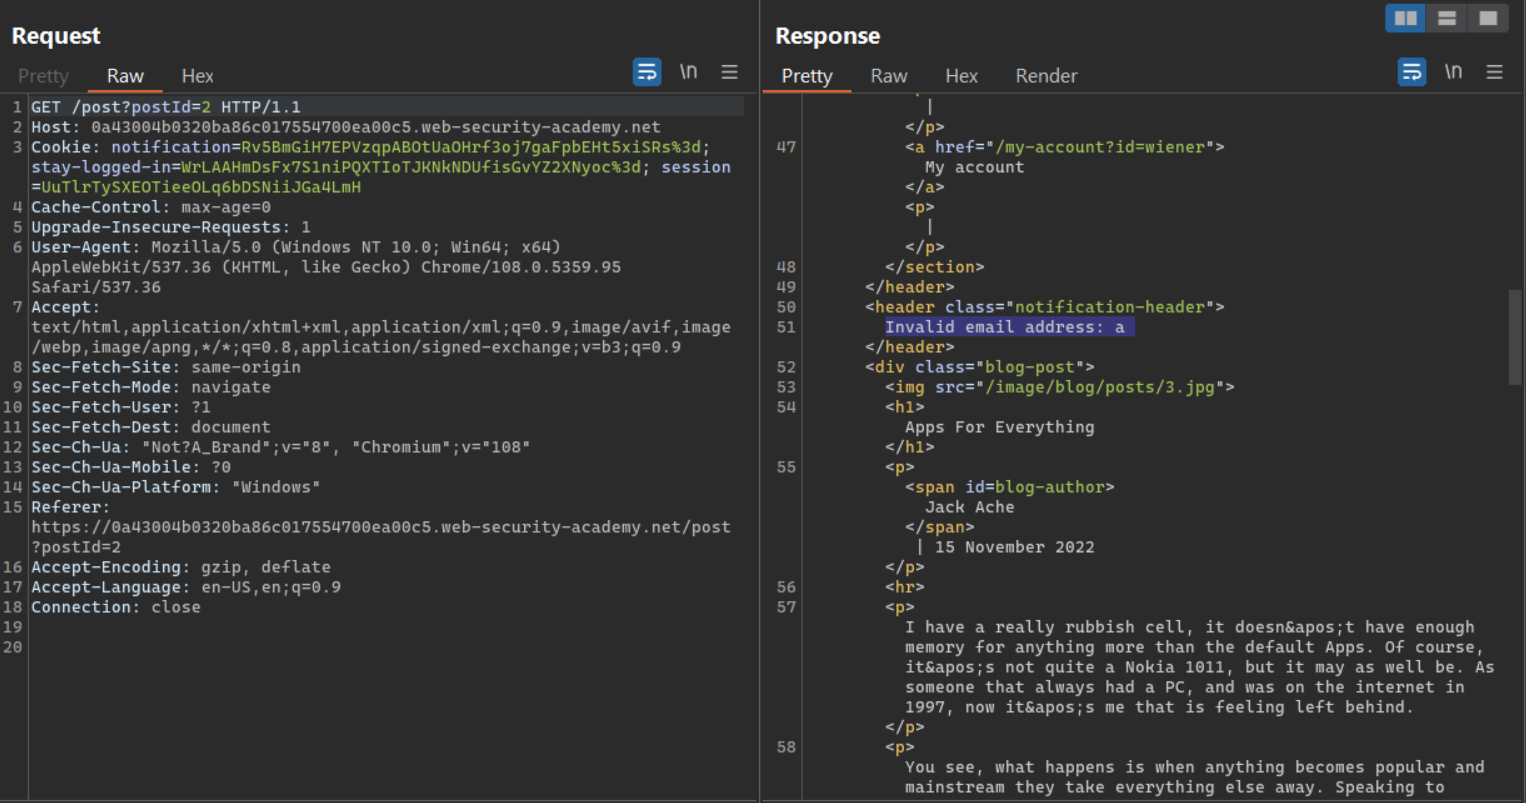 Request
Pretty Raw Hex \n
1 GET /post?postId=2 HTTP/1.1
2 Host: 0a43004b0320ba86c017554700ea00c5.web-security-academy.net
3 Cookie: notification=Rv5BmGiH7EPVzqpABOtUaOHrf3oj7gaFpbEHt5xiSRs%3d;
stay-logged-in=WrLAAHmDsFx7S1niPQXTIoTJKNkNDUfisGvYZ2XNyoc%3d; session
=UuTlrTySXEOTieeOLq6bDSNiiJGa4LmH
4 Cache-Control: max-age=0
5 Upgrade-Insecure-Requests: 1
6 User-Agent: Mozilla/5.0 (Windows NT 10.0; Win64; x64)
AppleWebKit/537.36 (KHTML, like Gecko) Chrome/108.0.5359.95
Safari/537.36
7 Accept:
text/html,application/xhtml+xml,application/xml;q=0.9,image/avif,image
/webp,image/apng,*/*;q=0.8,application/signed-exchange;v=b3;q=0.9
8 Sec-Fetch-Site: same-origin
9 Sec-Fetch-Mode: navigate
10 Sec-Fetch-User: ?1
11 Sec-Fetch-Dest: document
12 Sec-Ch-Ua: "Not?A_Brand";v="8", "Chromium";v="108"
13 Sec-Ch-Ua-Mobile: ?0
14 Sec-Ch-Ua-Platform: "Windows"
15 Referer:
https://0a43004b0320ba86c017554700ea00c5.web-security-academy.net/post
?postId=2
16 Accept-Encoding: gzip, deflate
17 Accept-Language: en-US,en;q=0.9
18 Connection: close
19
20
Response
Pretty Raw Hex Render \n
|
</p>
47 <a href="/my-account?id=wiener">
My account
</a>
<p>
|
</p>
48 </section>
49 </header>
50 <header class="notification-header">
51 Invalid email address: a
</header>
52 <div class="blog-post">
53 <img src="/image/blog/posts/3.jpg">
54 <h1>
Apps For Everything
</h1>
55 <p>
<span id=blog-author>
Jack Ache
</span>
| 15 November 2022
</p>
56 <hr>
57 <p>
I have a really rubbish cell, it doesn&apos;t have enough
memory for anything more than the default Apps. Of course,
it&apos;s not quite a Nokia 1011, but it may as well be. As
someone that always had a PC, and was on the internet in
1997, now it&apos;s me that is feeling left behind.
</p>
58 <p>
You see, what happens is when anything becomes popular and
mainstream they take everything else away. Speaking to